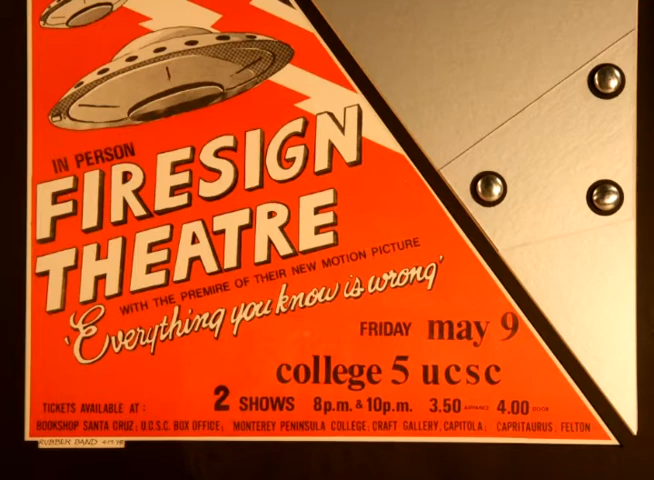 IN PERSON
FIRESIGN
THEATRE
WITH THE PREMIRE OF THEIR NEW MOTION PICTURE
'Everything you know is wrong'
FRIDAY may 9
college 5 ucsc
TICKETS AVAILABLE AT: 2 SHOWS 8p.m. & 10p.m. 3.50 ADVANCE 4.00 DOOR
BOOKSHOP SANTA CRUZ; U.C.S.C. BOX OFFICE; MONTEREY PENINSULA COLLEGE; CRAFT GALLERY, CAPITOLA; CAPRITAURUS, FELTON
RUBBER BAND